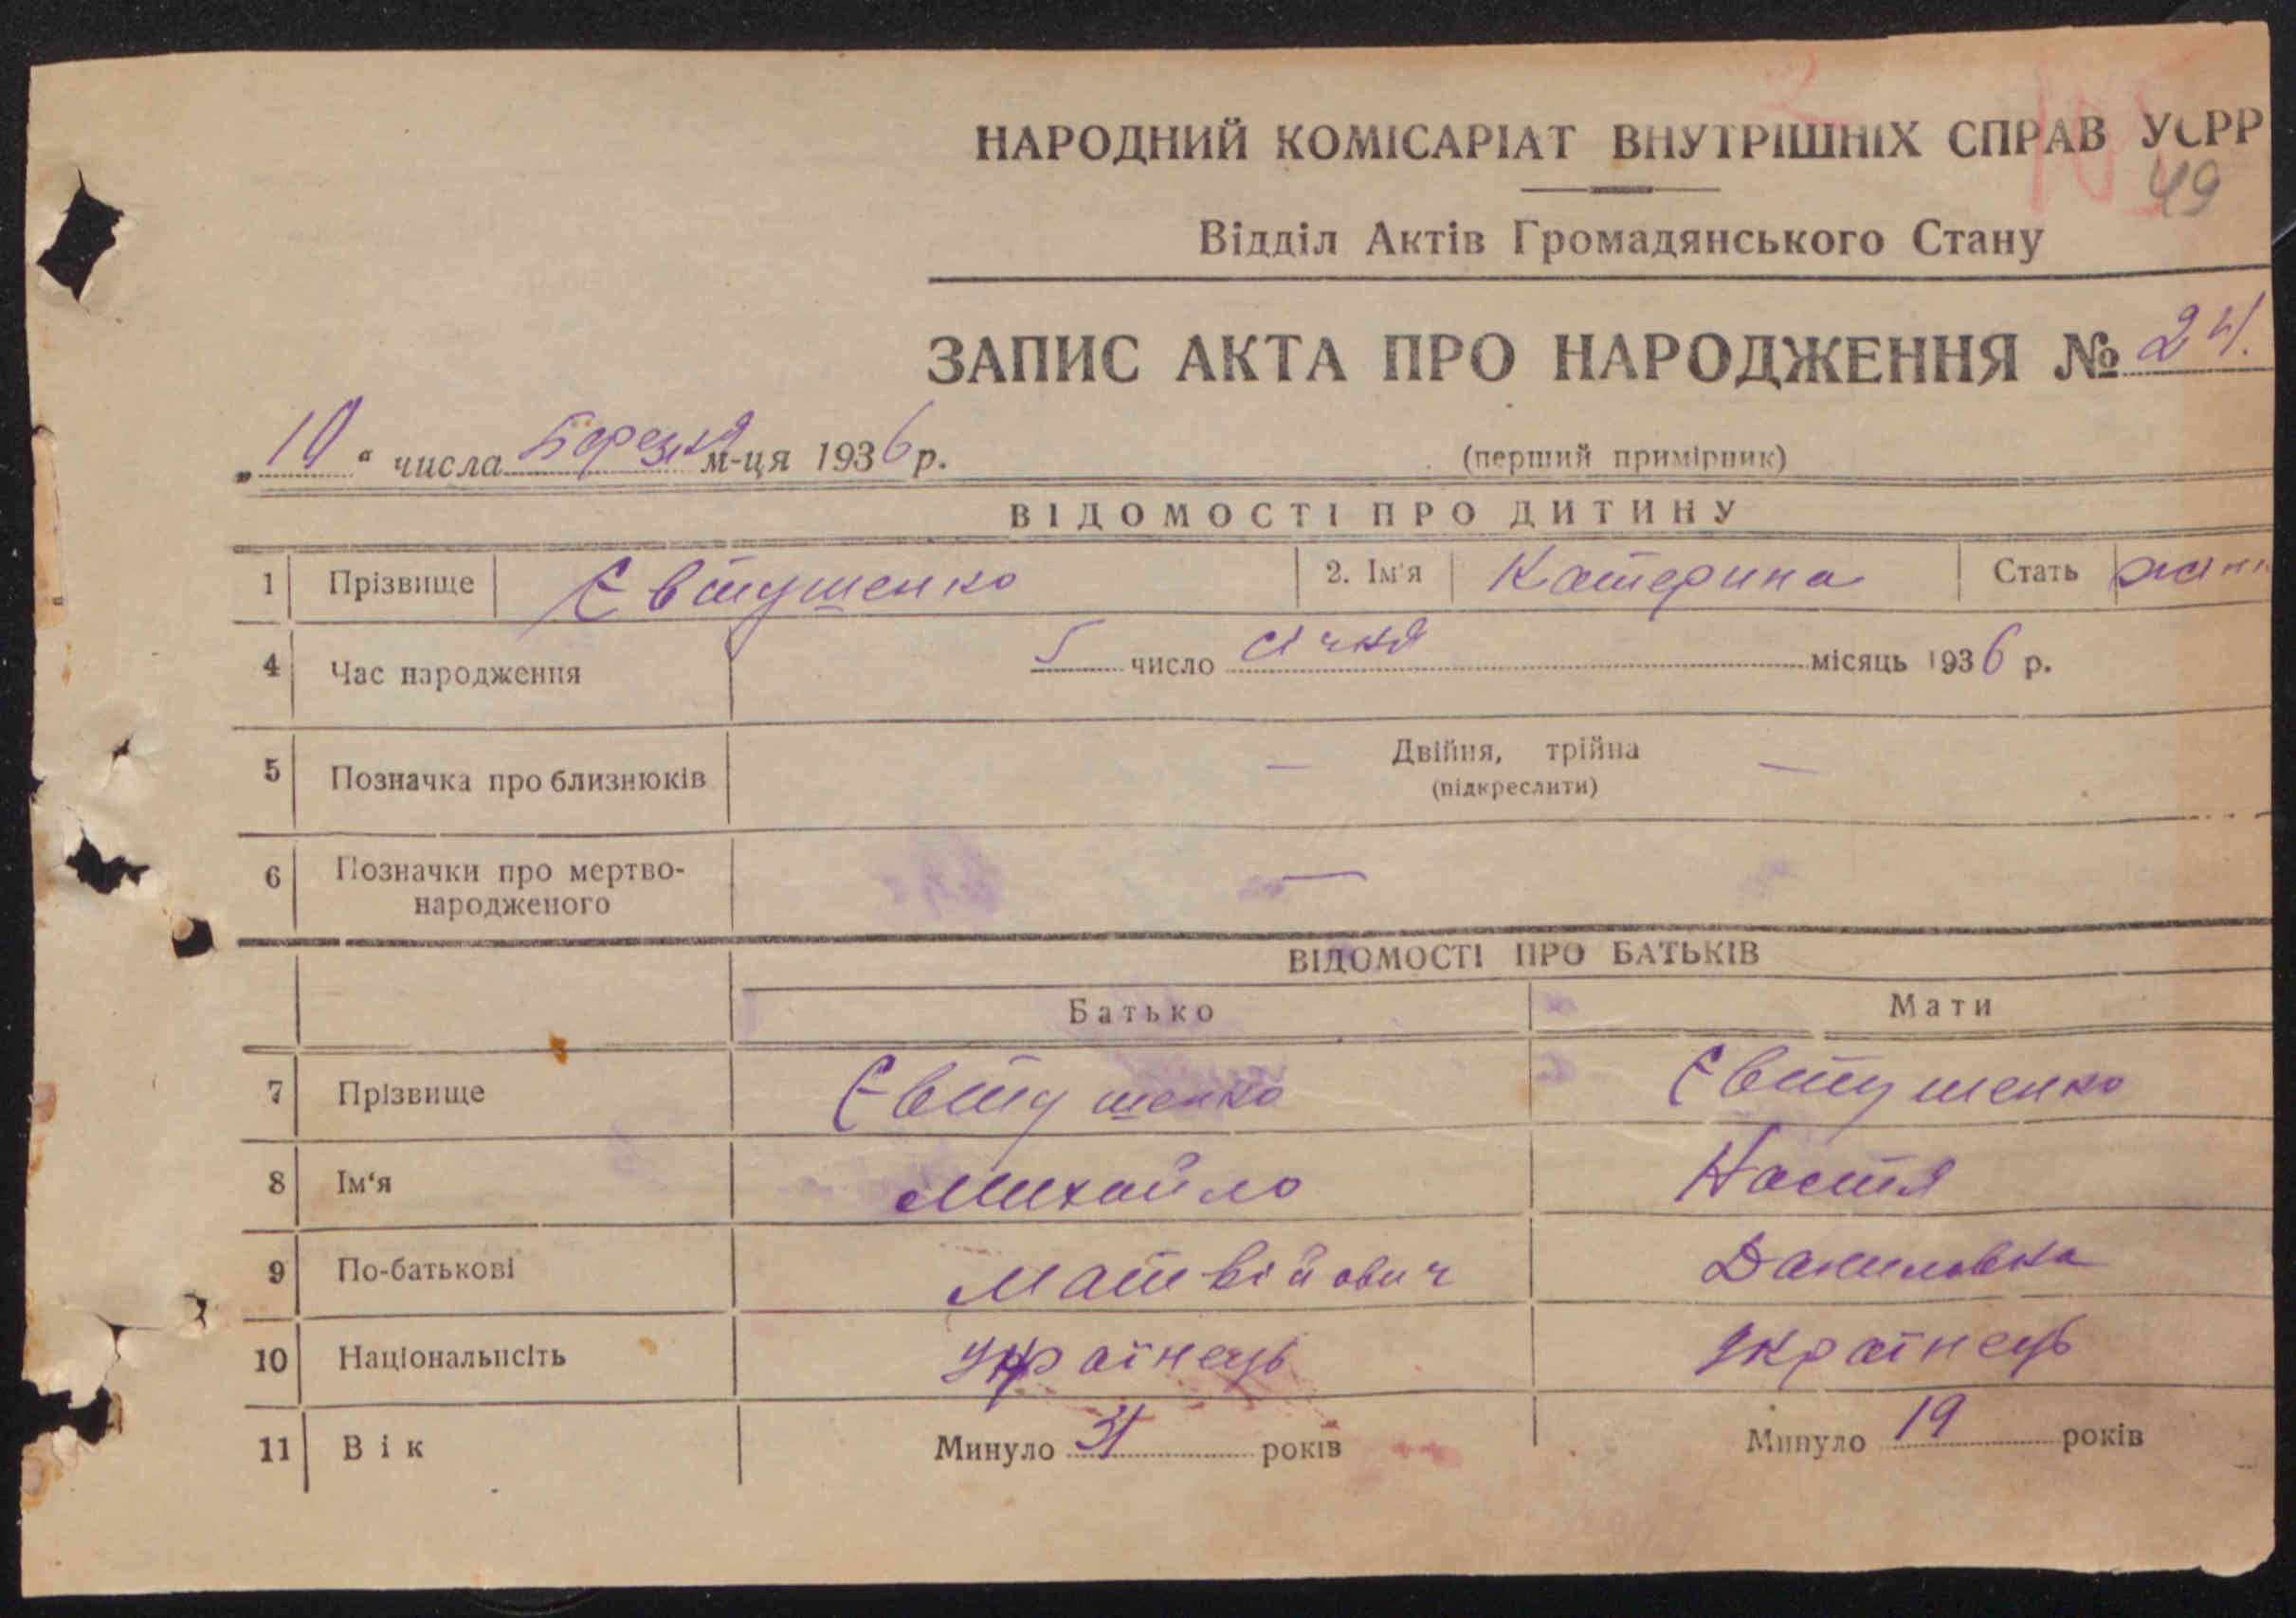 НАРОДНИЙ КОМІСАРІАТ ВНУТРІШНІХ СПРАВ УСРР
49
Відділ Актів Громадянського Стану
ЗАПИС АКТА ПРО НАРОДЖЕННЯ № 24.
„10“ числа Березня м-ця 1936 р.
(перший примірник)
ВІДОМОСТІ ПРО ДИТИНУ
1 Прізвище Євтушенко 2. Ім'я Катерина Стать жін
4 Час народження 5 число січня місяць 1936 р.
5 Позначка про близнюків — Двійня, трійна —
(підкреслити)
6 Позначки про мертво-
народженого —
ВІДОМОСТІ ПРО БАТЬКІВ
Батько Мати
7 Прізвище Євтушенко Євтушенко
8 Ім‘я Михайло Настя
9 По-батькові Матвійович Даниловна
10 Національнсіть українець українець
11 Вік Минуло 31 років Минуло 19 років